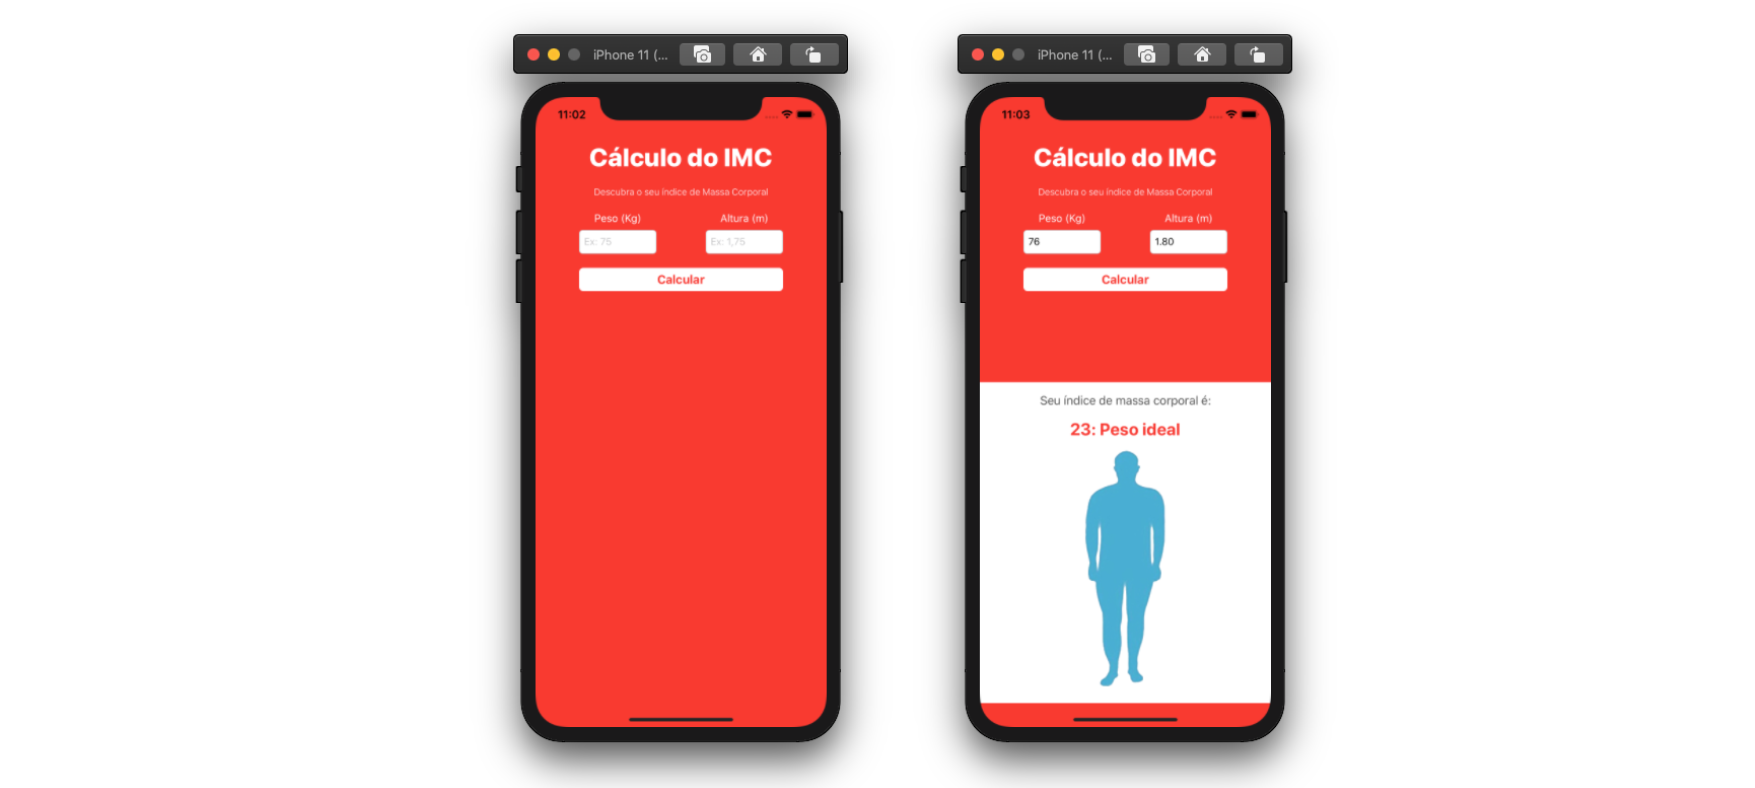 iPhone 11 (...
11:02
Cálculo do IMC
Descubra o seu índice de Massa Corporal
Peso (Kg)
Altura (m)
Ex: 75
Ex: 1,75
Calcular
iPhone 11 (...
11:03
Cálculo do IMC
Descubra o seu índice de Massa Corporal
Peso (Kg)
Altura (m)
76
1.80
Calcular
Seu índice de massa corporal é:
23: Peso ideal